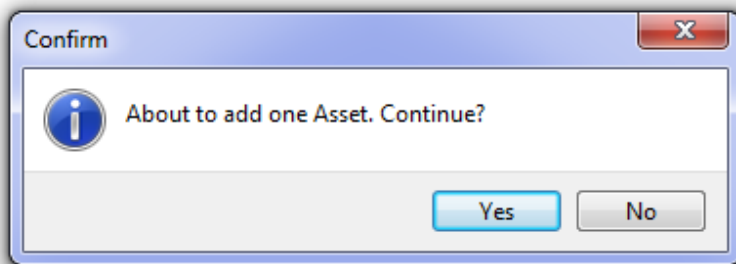 Confirm
About to add one Asset. Continue?
Yes No